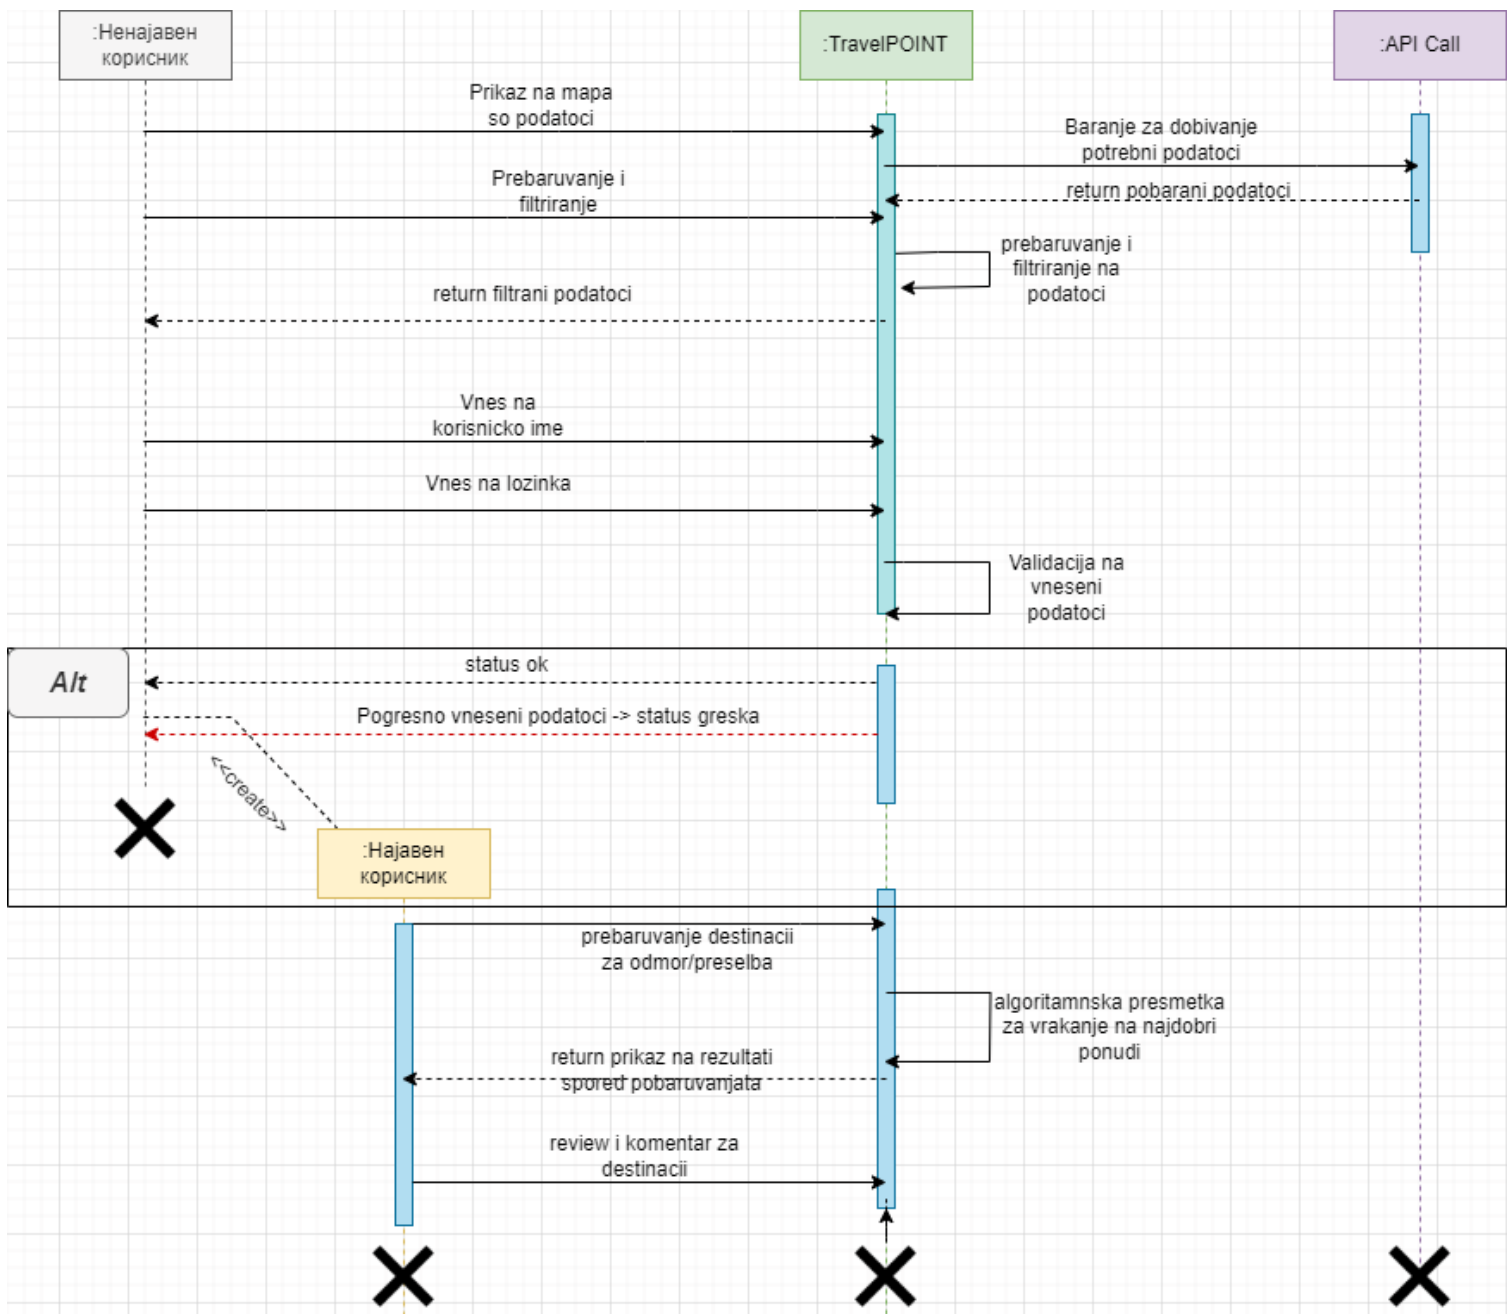 :Ненајавен
корисник
:TravelPOINT
:API Call
Prikaz na mapa
so podatoci
Baranje za dobivanje
potrebni podatoci
Prebaruvanje i
filtriranje
return pobarani podatoci
prebaruvanje i
filtriranje na
podatoci
return filtrani podatoci
Vnes na
korisnicko ime
Vnes na lozinka
Validacija na
vneseni
podatoci
Alt
status ok
Pogresno vneseni podatoci -> status greska
<<create>>
:Најавен
корисник
prebaruvanje destinacii
za odmor/preselba
algoritamnska presmetka
za vrakanje na najdobri
ponudi
return prikaz na rezultati
spored pobaruvanjata
review i komentar za
destinacii